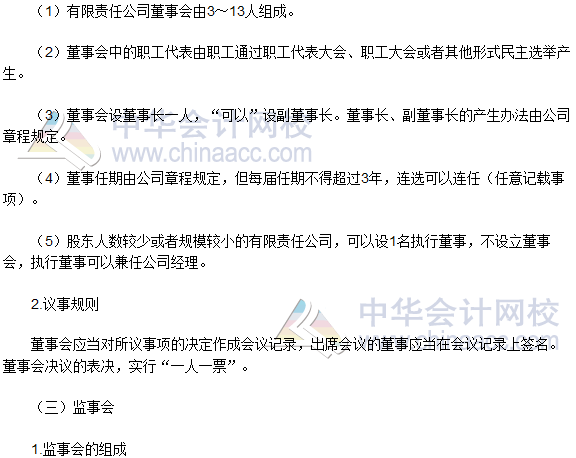 （1）有限责任公司董事会由3～13人组成。
（2）董事会中的职工代表由职工通过职工代表大会、职工大会或者其他形式民主选举产
生。
（3）董事会设董事长一人，“可以”设副董事长。董事长、副董事长的产生办法由公司
章程规定。
中华会计网校
www.chinaacc.com
（4）董事任期由公司章程规定，但每届任期不得超过3年，连选可以连任（任意记载事
项）。
（5）股东人数较少或者规模较小的有限责任公司，可以设1名执行董事，不设立董事
会，执行董事可以兼任公司经理。
2.议事规则
中华会计网校
www.chinaacc.com
董事会应当对所议事项的决定作成会议记录，出席会议的董事应当在会议记录上签名。
董事会决议的表决，实行“一人一票”。
（三）监事会
1.监事会的组成